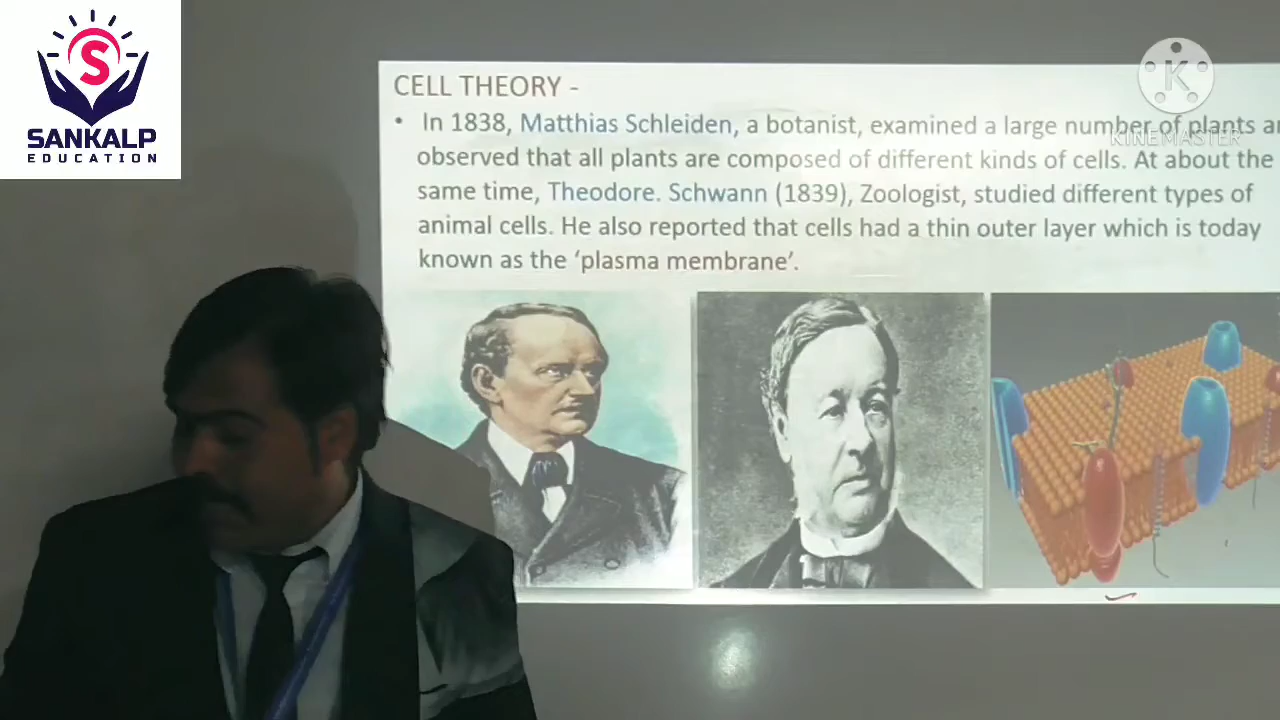 S
SANKALP
EDUCATION
K
KINEMASTER
CELL THEORY -
• In 1838, Matthias Schleiden, a botanist, examined a large number of plants an
observed that all plants are composed of different kinds of cells. At about the
same time, Theodore. Schwann (1839), Zoologist, studied different types of
animal cells. He also reported that cells had a thin outer layer which is today
known as the ‘plasma membrane’.